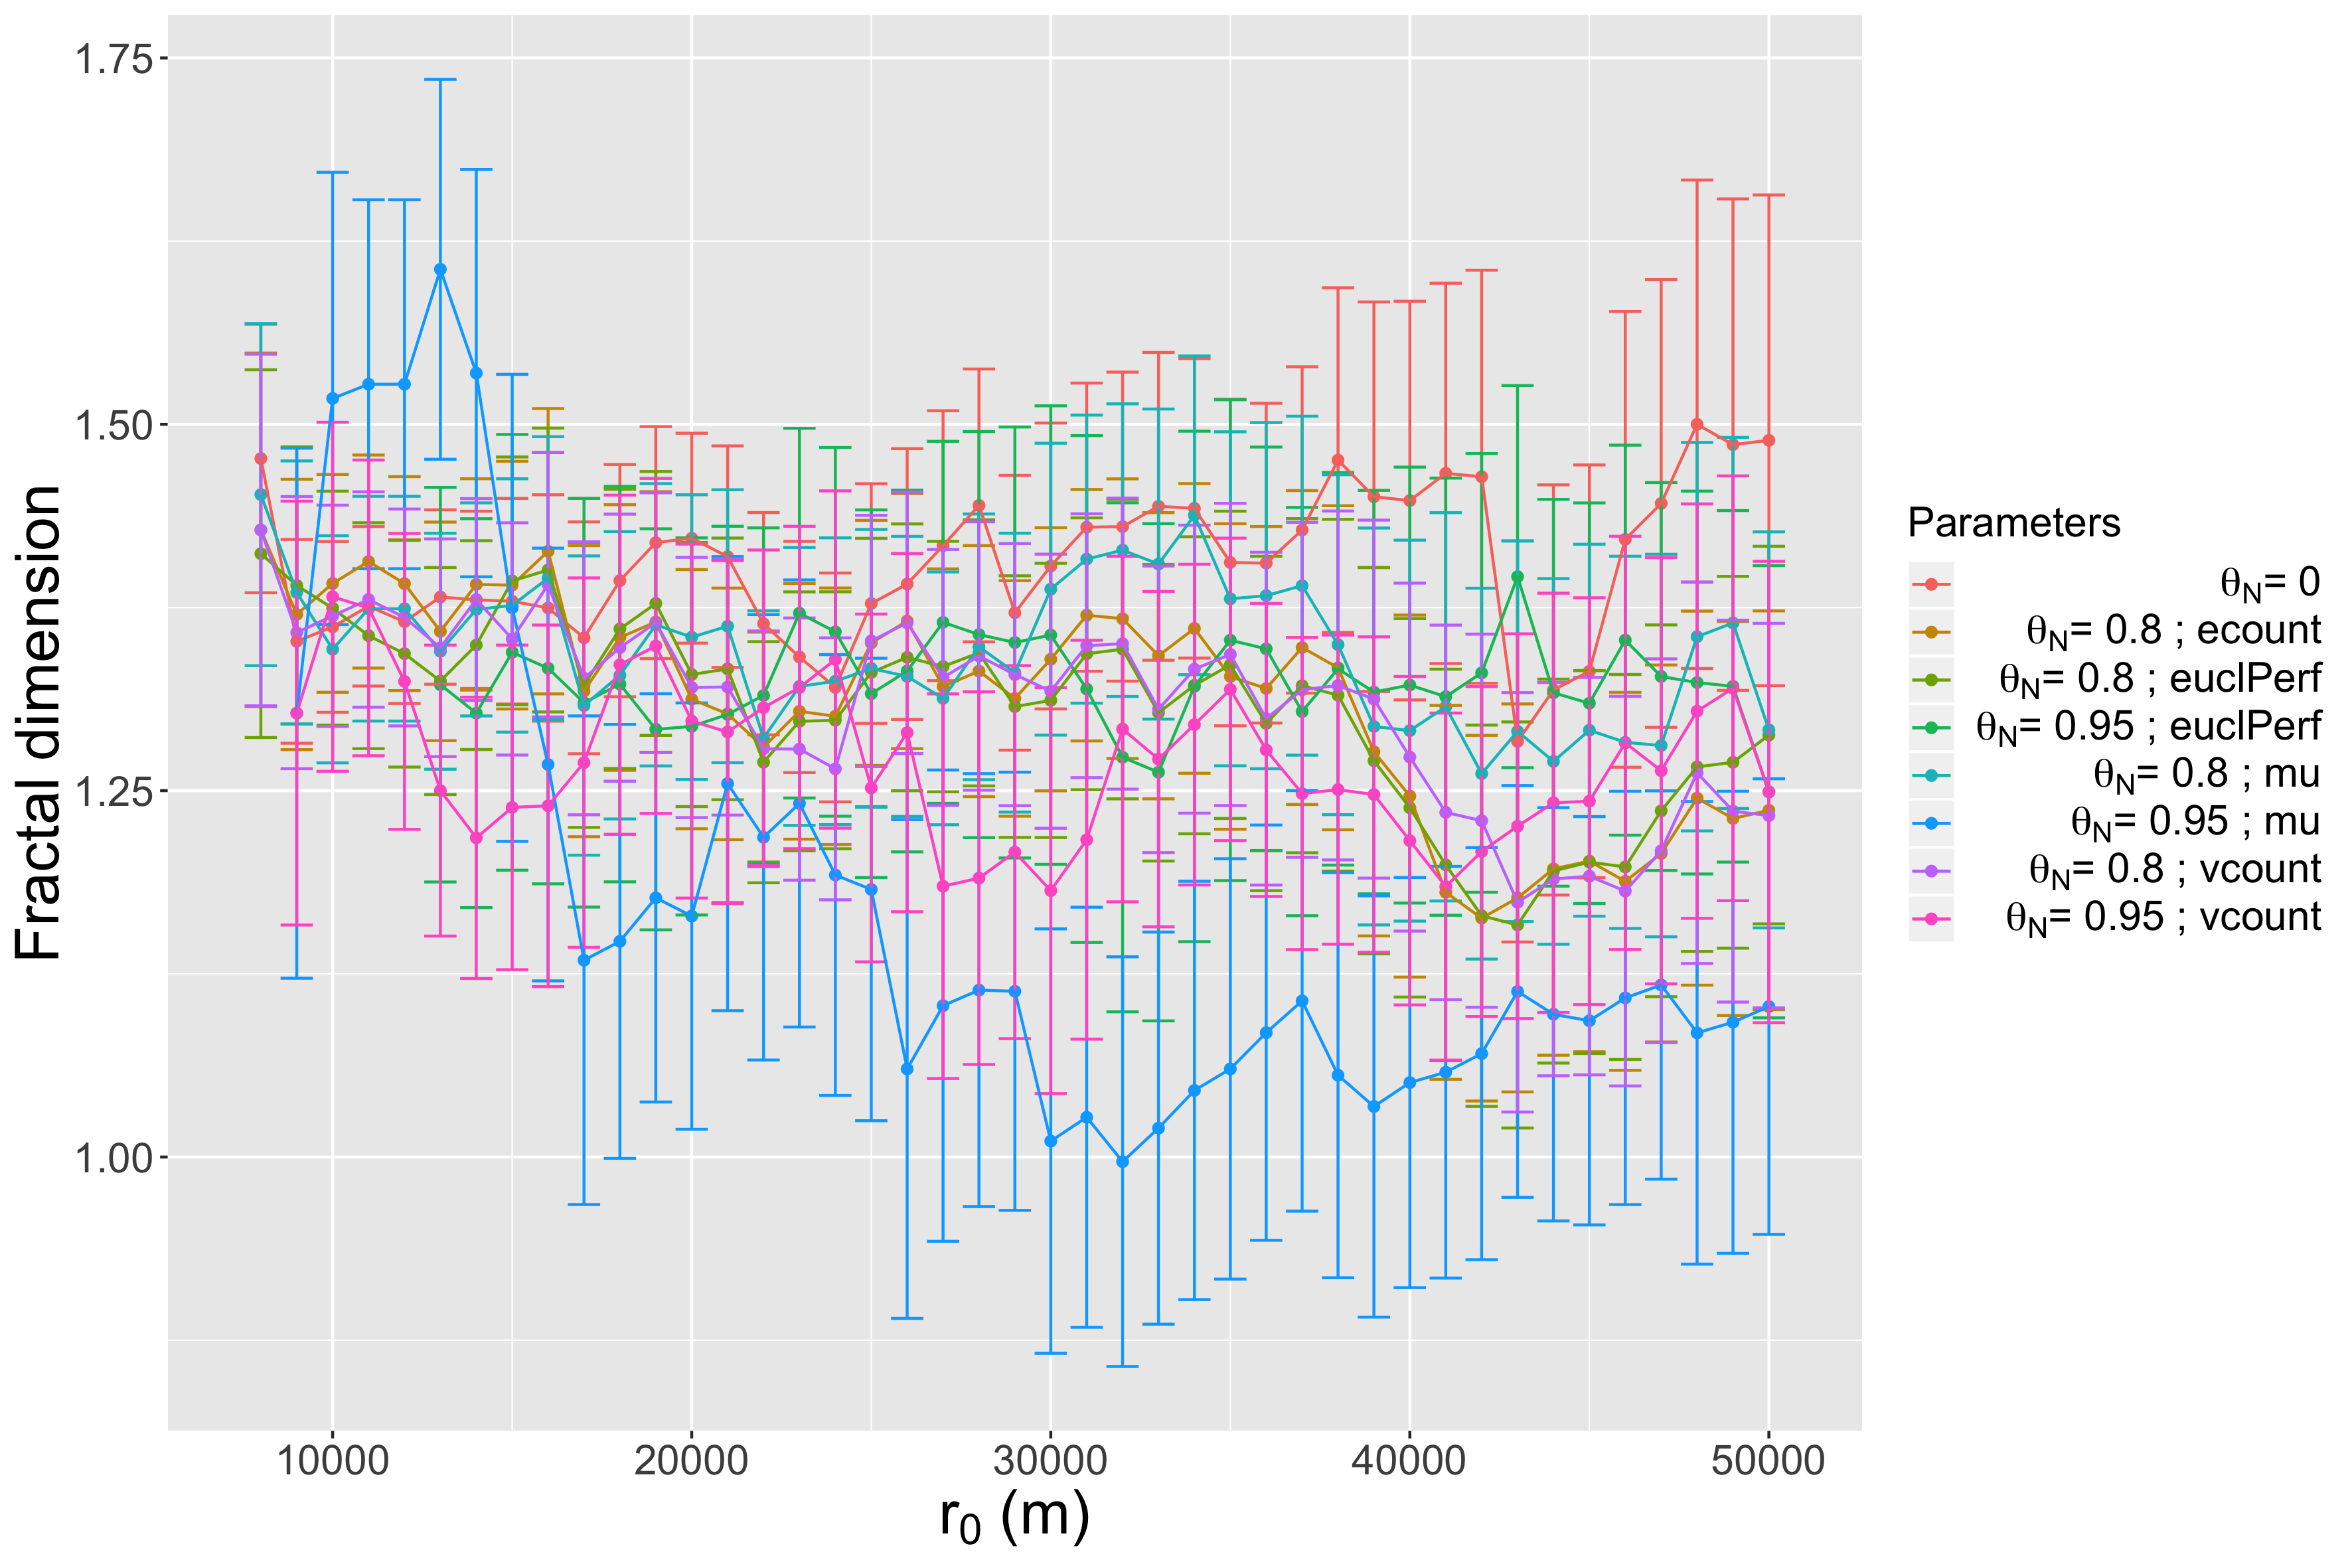 1.75
1.50
1.25
1.00
Fractal dimension
10000 20000 30000 40000 50000
r₀ (m)
Parameters
θN= 0
θN= 0.8 ; ecount
θN= 0.8 ; euclPerf
θN= 0.95 ; euclPerf
θN= 0.8 ; mu
θN= 0.95 ; mu
θN= 0.8 ; vcount
θN= 0.95 ; vcount